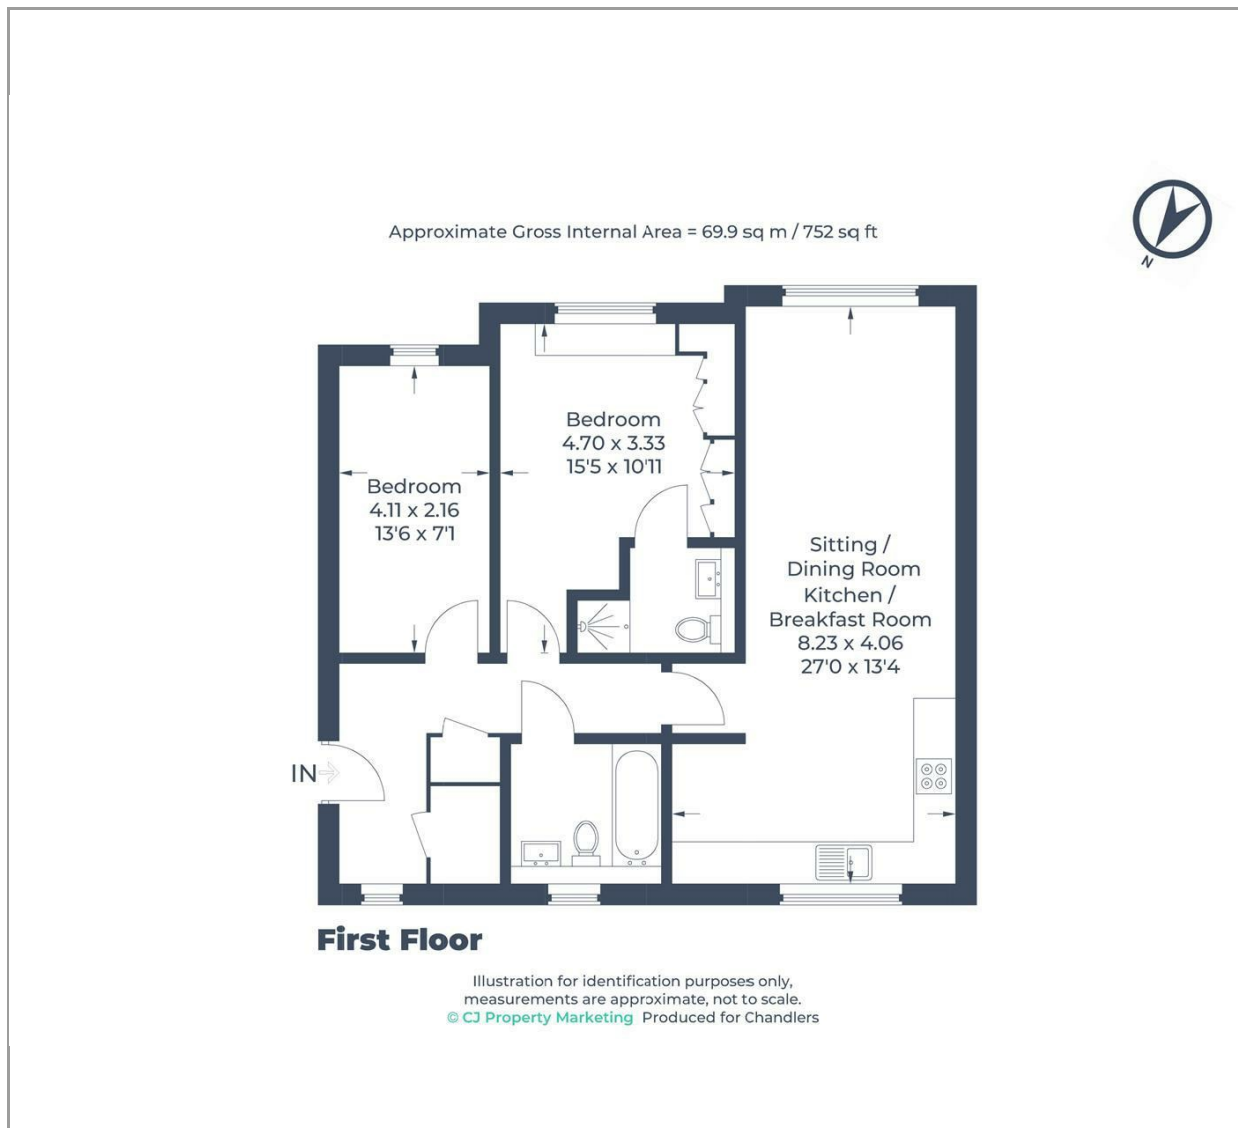 Approximate Gross Internal Area = 69.9 sq m / 752 sq ft
N
Bedroom
4.70 x 3.33
15'5 x 10'11
Bedroom
4.11 x 2.16
13'6 x 7'1
Sitting /
Dining Room
Kitchen /
Breakfast Room
8.23 x 4.06
27'0 x 13'4
IN
First Floor
Illustration for identification purposes only,
measurements are approximate, not to scale.
© CJ Property Marketing Produced for Chandlers